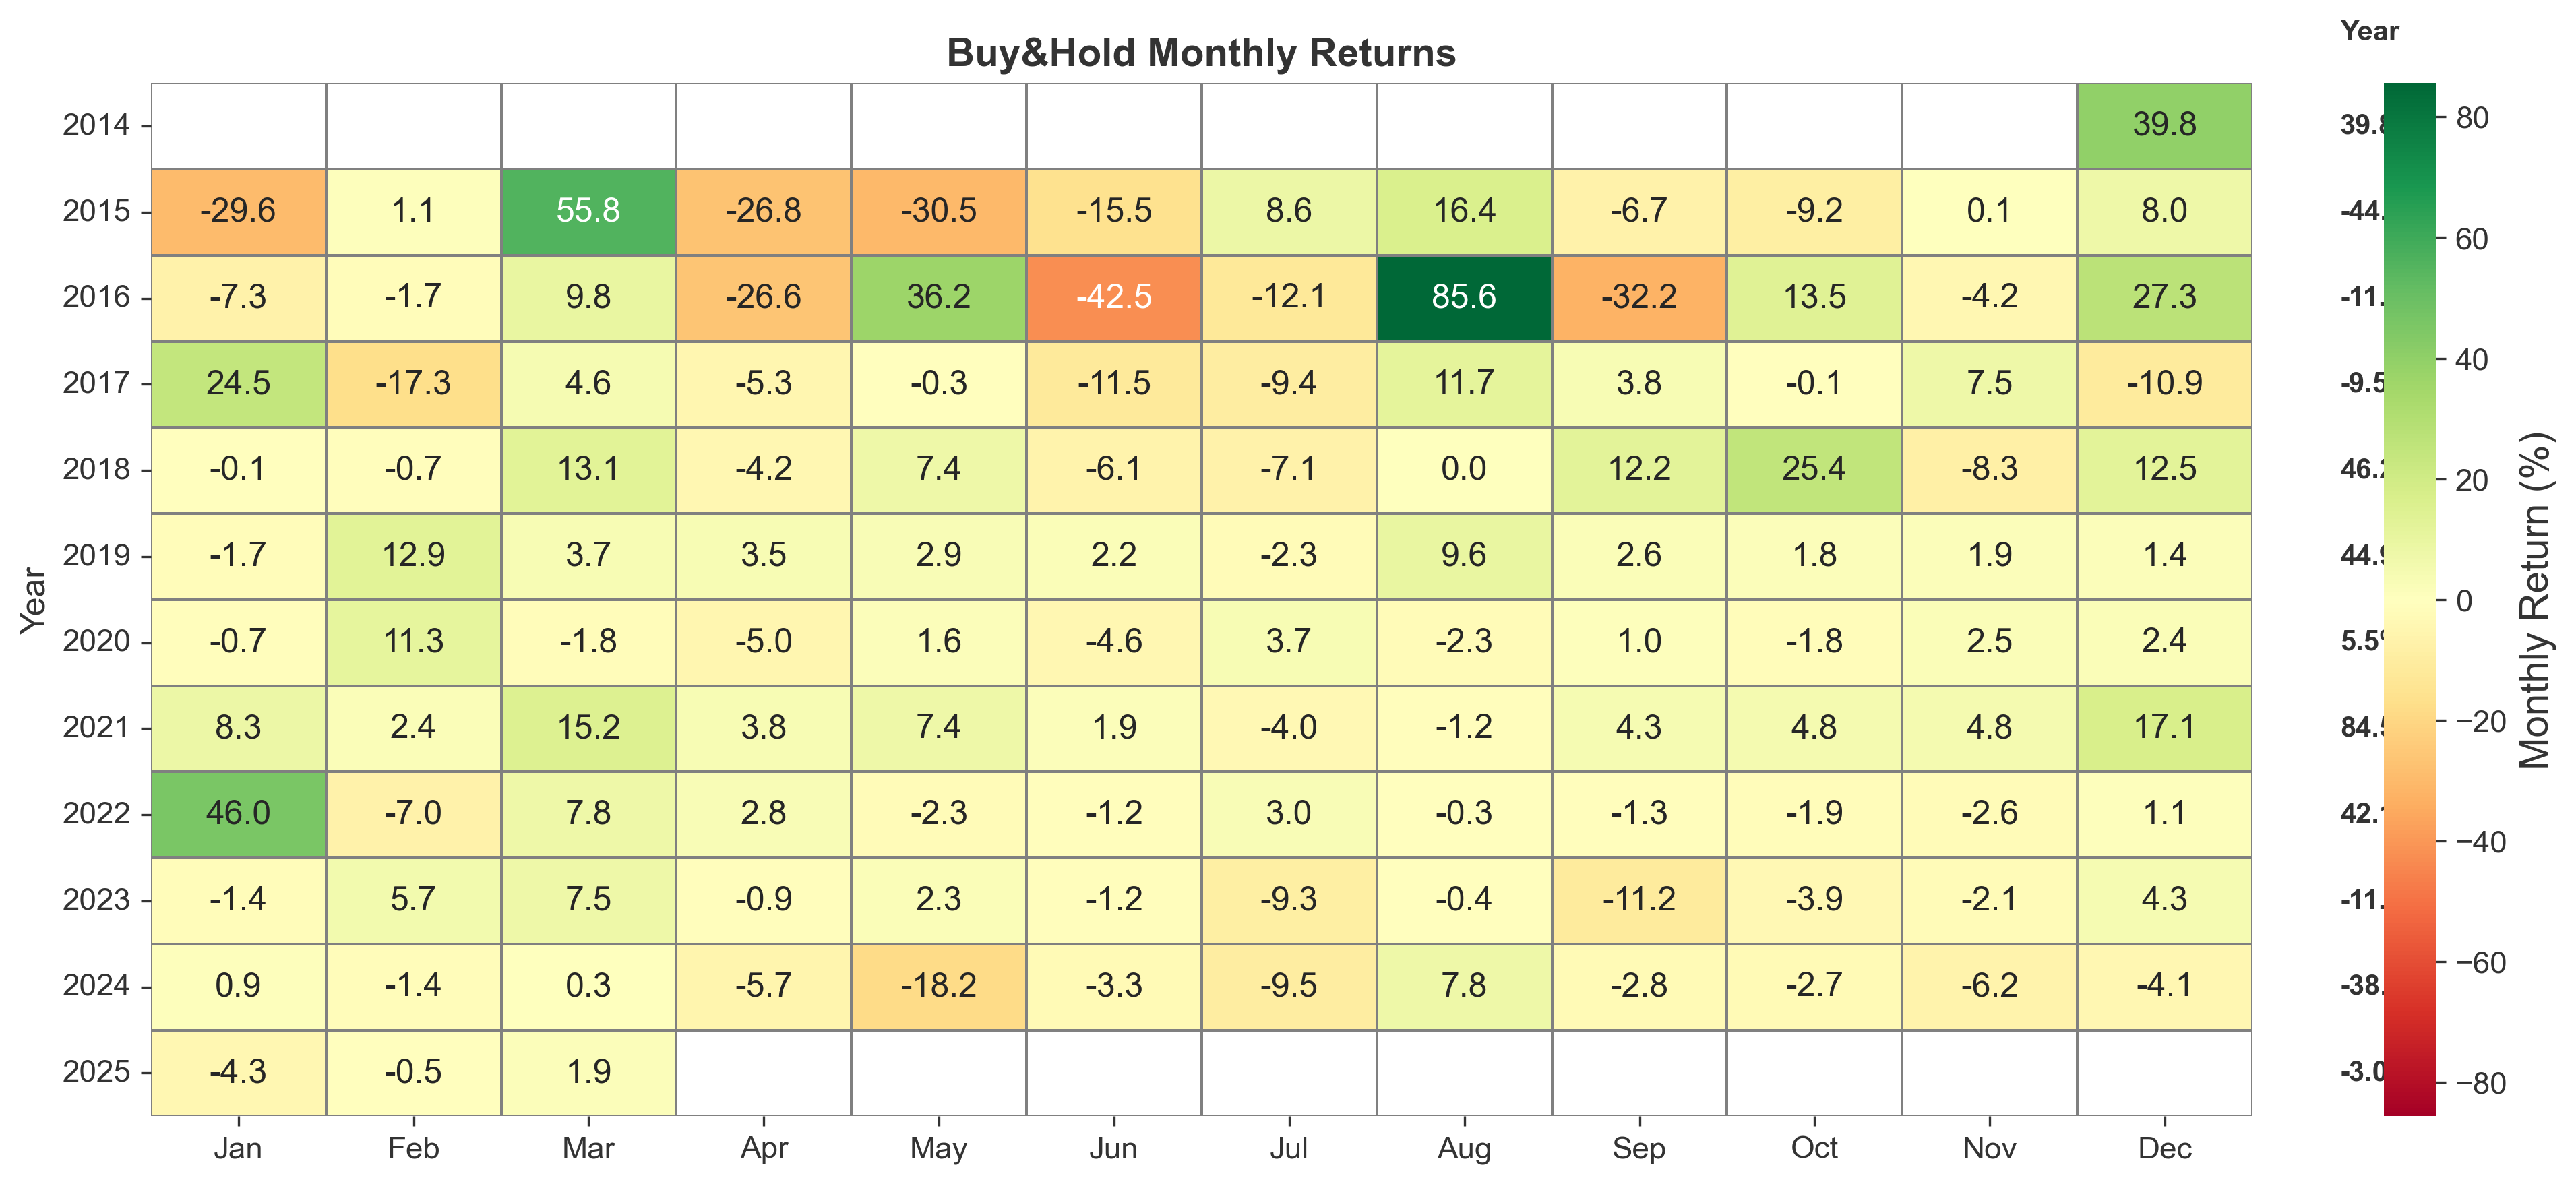 Year
Buy&Hold Monthly Returns
2014 39.8 39.8
2015 -29.6 1.1 55.8 -26.8 -30.5 -15.5 8.6 16.4 -6.7 -9.2 0.1 8.0 -44.
2016 -7.3 -1.7 9.8 -26.6 36.2 -42.5 -12.1 85.6 -32.2 13.5 -4.2 27.3 -11.
2017 24.5 -17.3 4.6 -5.3 -0.3 -11.5 -9.4 11.7 3.8 -0.1 7.5 -10.9 -9.5
2018 -0.1 -0.7 13.1 -4.2 7.4 -6.1 -7.1 0.0 12.2 25.4 -8.3 12.5 46.2
2019 -1.7 12.9 3.7 3.5 2.9 2.2 -2.3 9.6 2.6 1.8 1.9 1.4 44.9
2020 -0.7 11.3 -1.8 -5.0 1.6 -4.6 3.7 -2.3 1.0 -1.8 2.5 2.4 5.5%
2021 8.3 2.4 15.2 3.8 7.4 1.9 -4.0 -1.2 4.3 4.8 4.8 17.1 84.5
2022 46.0 -7.0 7.8 2.8 -2.3 -1.2 3.0 -0.3 -1.3 -1.9 -2.6 1.1 42.
2023 -1.4 5.7 7.5 -0.9 2.3 -1.2 -9.3 -0.4 -11.2 -3.9 -2.1 4.3 -11.
2024 0.9 -1.4 0.3 -5.7 -18.2 -3.3 -9.5 7.8 -2.8 -2.7 -6.2 -4.1 -38.
2025 -4.3 -0.5 1.9 -3.0
Jan Feb Mar Apr May Jun Jul Aug Sep Oct Nov Dec
Year
80
60
40
20
0
−20
−40
−60
−80
Monthly Return (%)